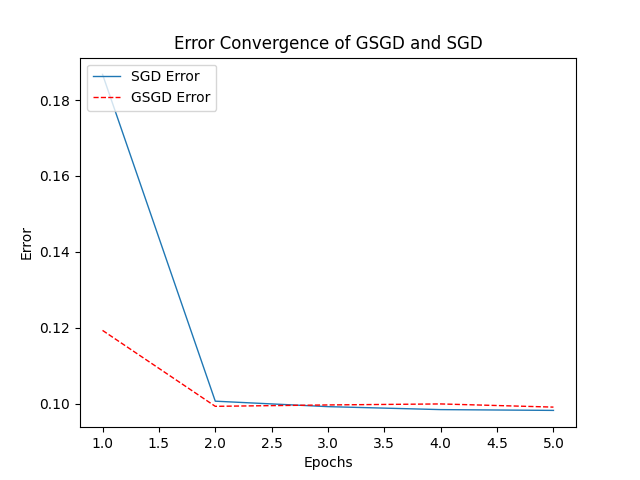 Error Convergence of GSGD and SGD
SGD Error
GSGD Error
0.18
0.16
0.14
0.12
0.10
Error
1.0 1.5 2.0 2.5 3.0 3.5 4.0 4.5 5.0
Epochs